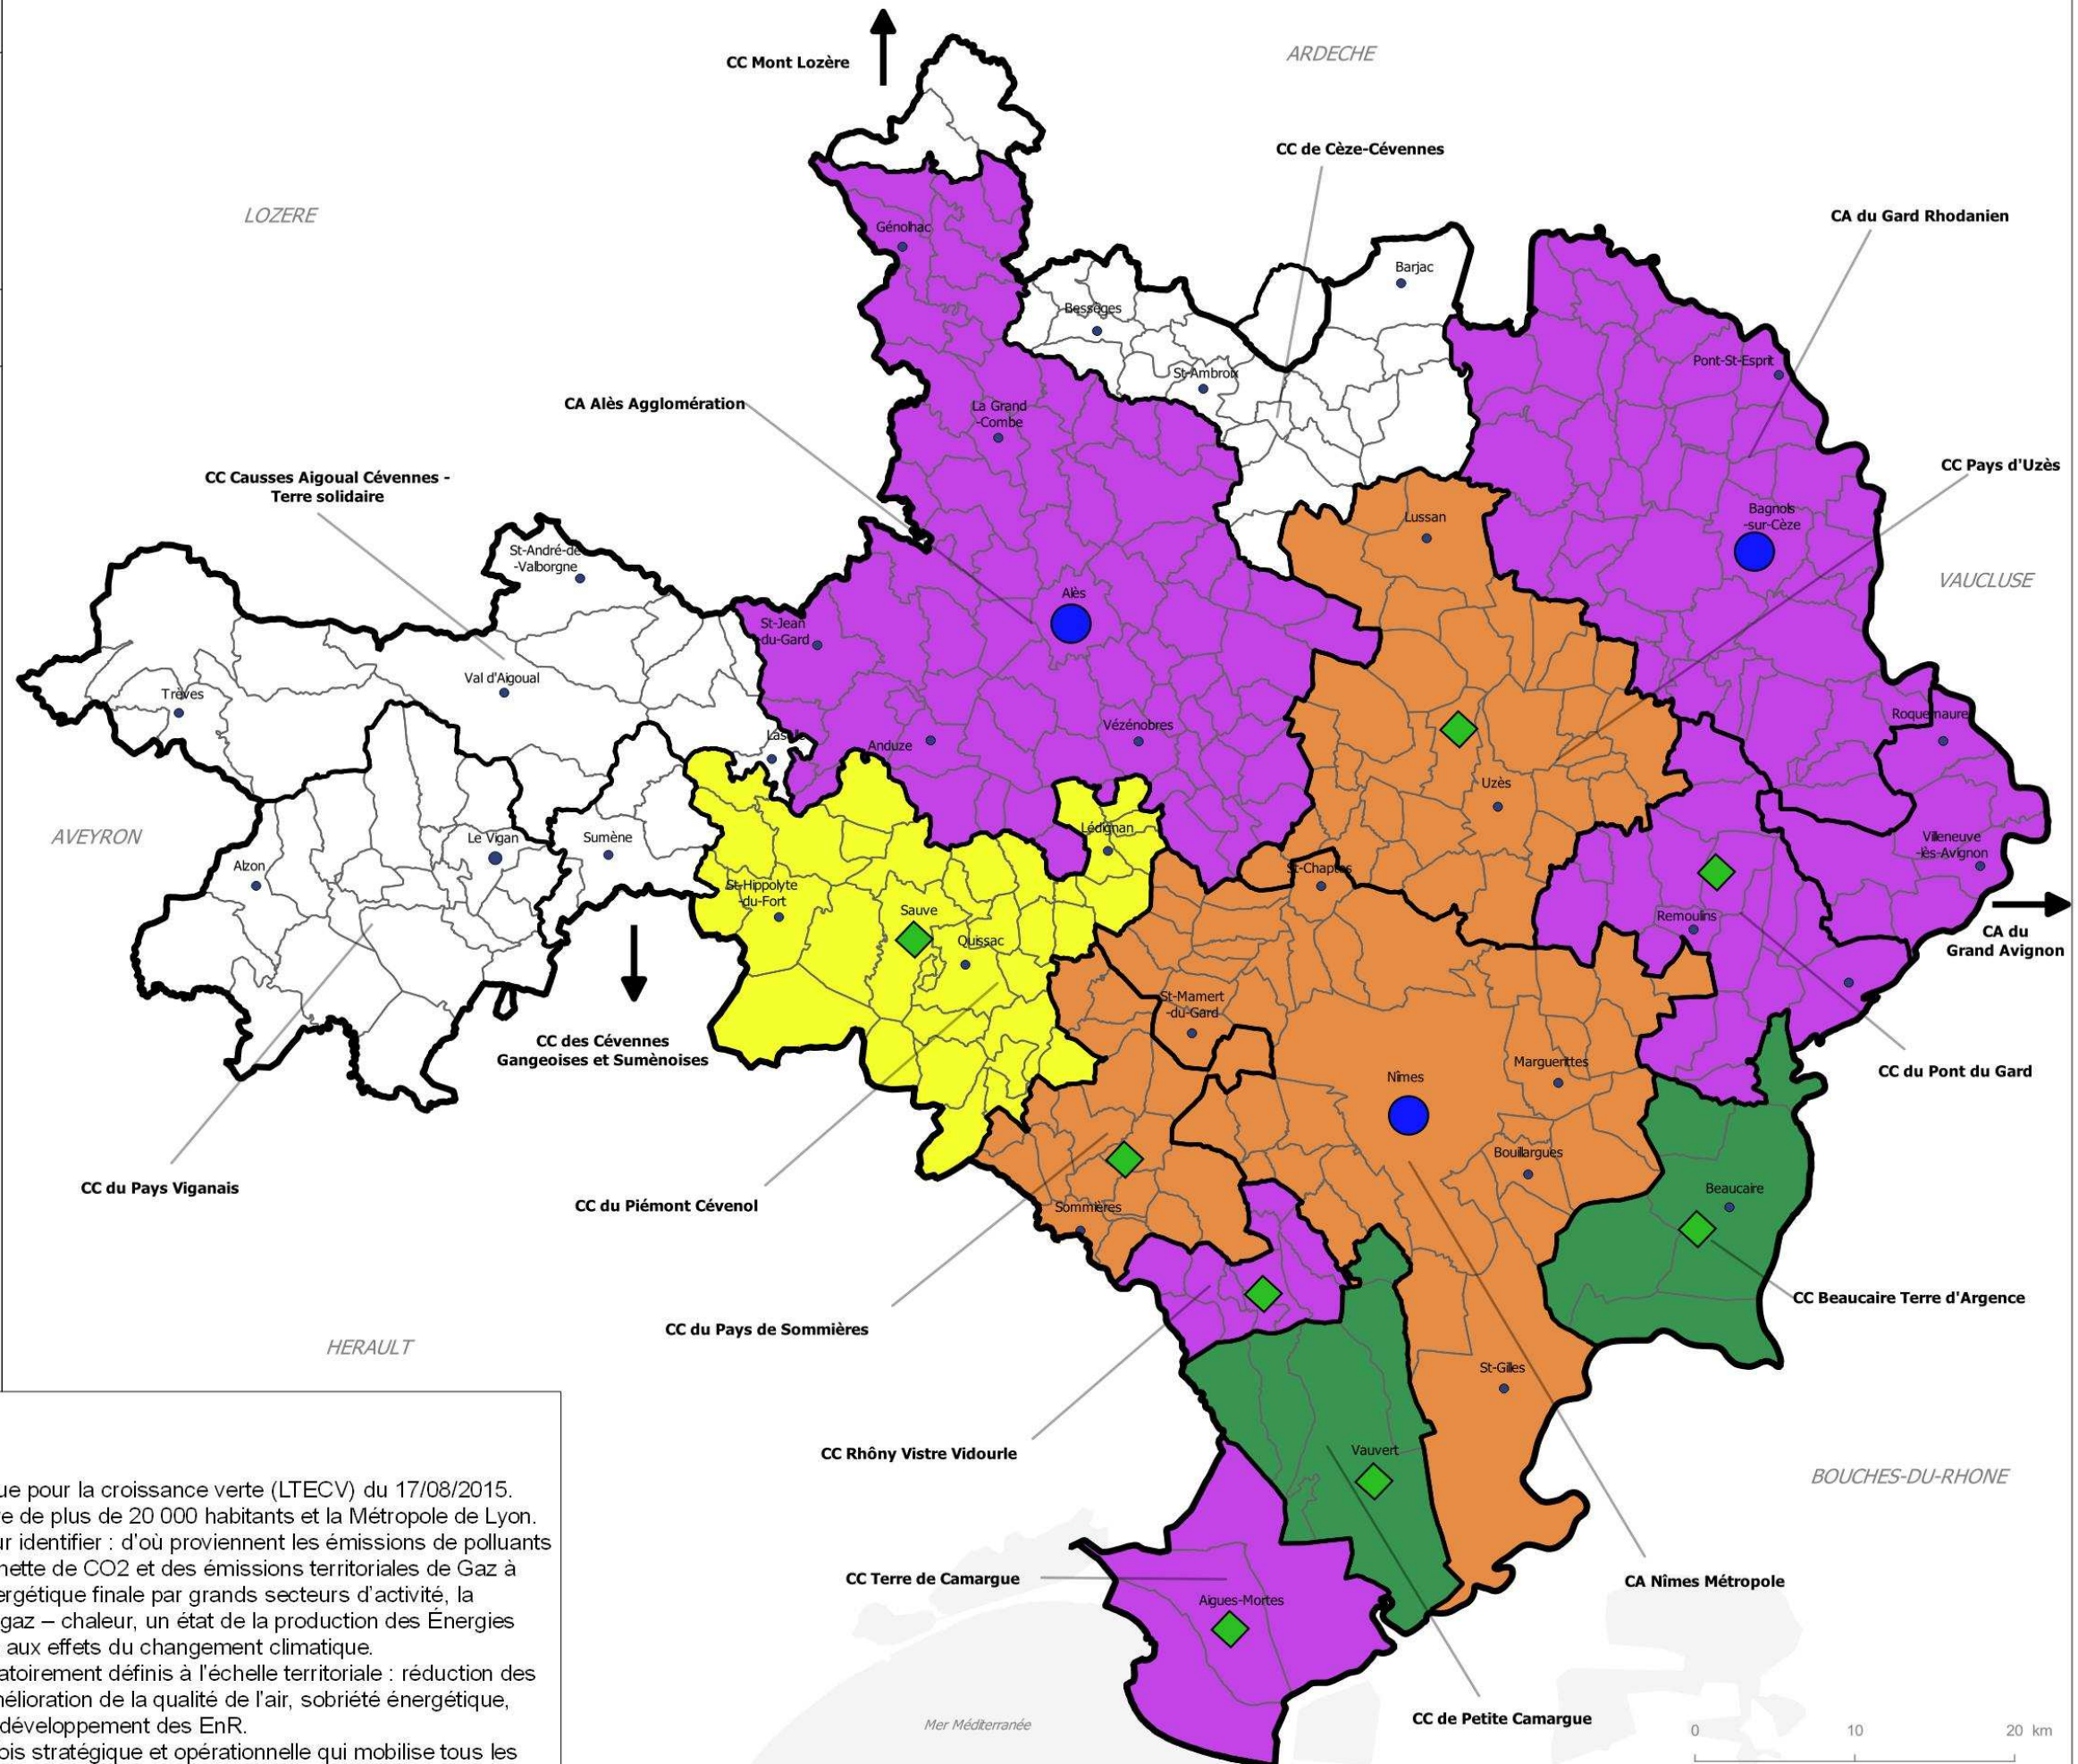 ARDECHE
CC Mont Lozère
CC de Cèze-Cévennes
LOZERE
CA du Gard Rhodanien
Génolhac
Barjac
Bessèges
Pont-St-Esprit
St-Ambroix
CA Alès Agglomération
La Grand
-Combe
CC Pays d'Uzès
CC Causses Aigoual Cévennes -
Terre solidaire
Lussan
Bagnols
-sur-Cèze
St-André-de
-Valborgne
VAUCLUSE
Alès
St-Jean
-du-Gard
Val d'Aigoual
Trèves
Roquemaure
Vézénobres
Lasalle
Anduze
Uzès
AVEYRON
Lédignan
Le Vigan
Sumène
Villeneuve
-lès-Avignon
Alzon
St-Chaptes
St-Hippolyte
-du-Fort
Sauve
Remoulins
CA du
Grand Avignon
Quissac
St-Mamert
-du-Gard
CC des Cévennes
Gangeoises et Sumènoises
Marguerittes
CC du Pont du Gard
Nîmes
Bouillargues
CC du Pays Viganais
Beaucaire
CC du Piémont Cévenol
Sommières
CC Beaucaire Terre d'Argence
CC du Pays de Sommières
HERAULT
St-Gilles
CC Rhôny Vistre Vidourle
Vauvert
BOUCHES-DU-RHONE
CC Terre de Camargue
CA Nîmes Métropole
Aigues-Mortes
CC de Petite Camargue
Mer Méditerranée
0 10 20 km
ue pour la croissance verte (LTECV) du 17/08/2015.
re de plus de 20 000 habitants et la Métropole de Lyon.
ur identifier : d'où proviennent les émissions de polluants
nette de CO2 et des émissions territoriales de Gaz à
ergétique finale par grands secteurs d'activité, la
gaz – chaleur, un état de la production des Énergies
aux effets du changement climatique.
atoirement définis à l'échelle territoriale : réduction des
nélioration de la qualité de l'air, sobriété énergétique,
développement des EnR.
ois stratégique et opérationnelle qui mobilise tous les